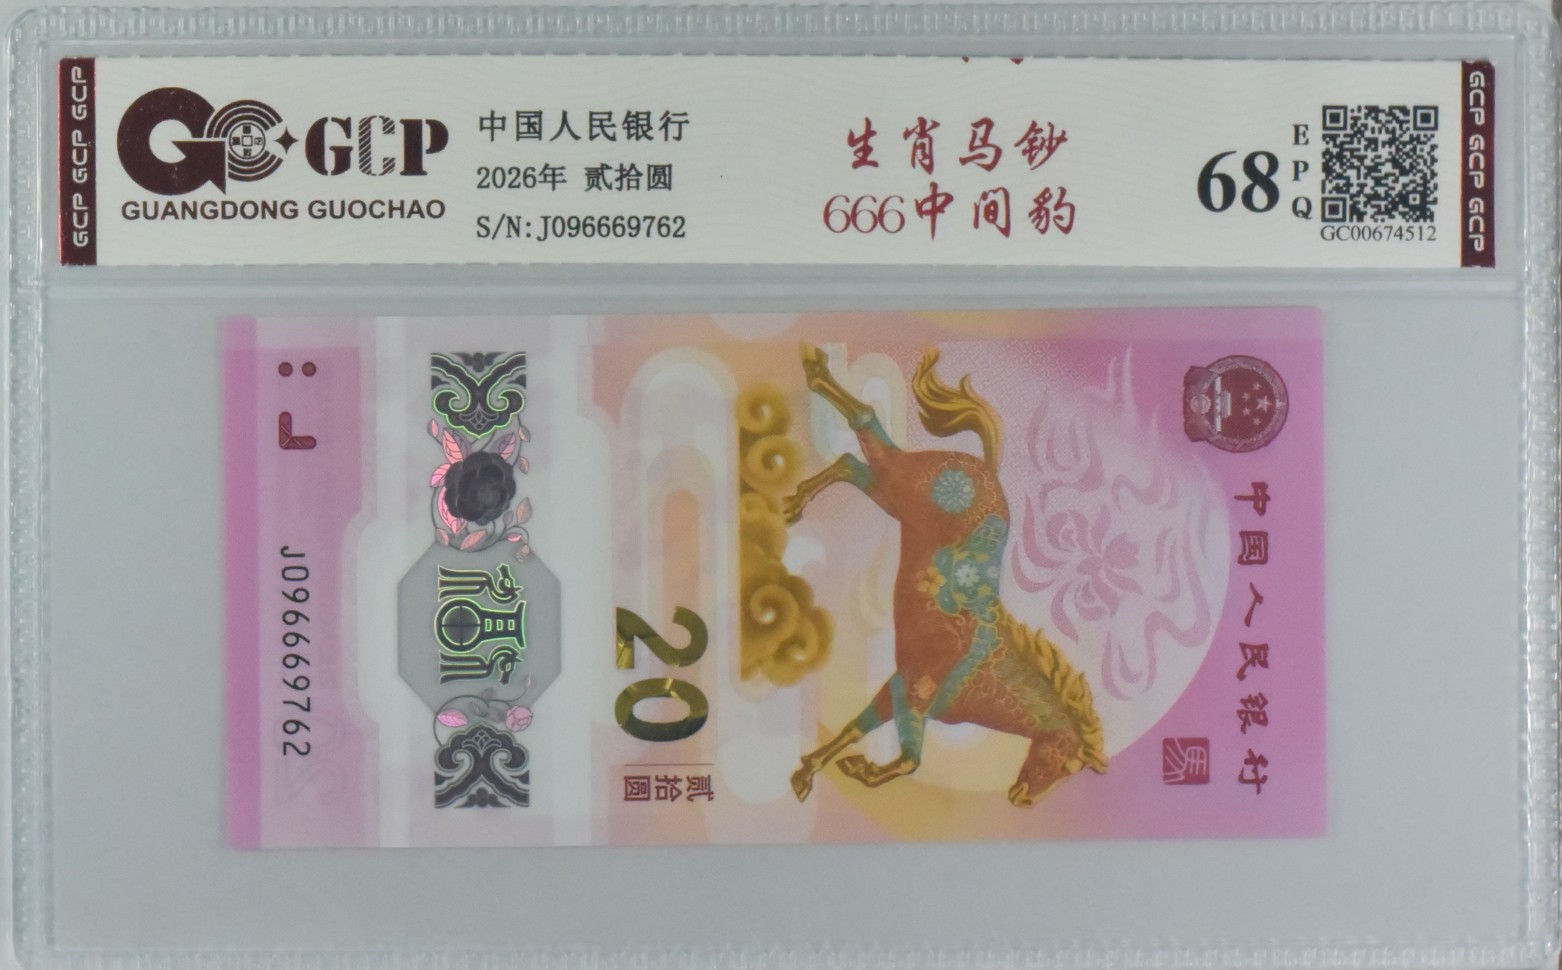 GCP GCP GCP
GCP
GUANGDONG GUOCHAO
中国人民银行
2026年 贰拾圆
S/N:J096669762
生肖马钞
666中间豹
68
EPQ
GC00674512
GCP GCP GCP
中国人民银行
20
贰拾圆
J096669762